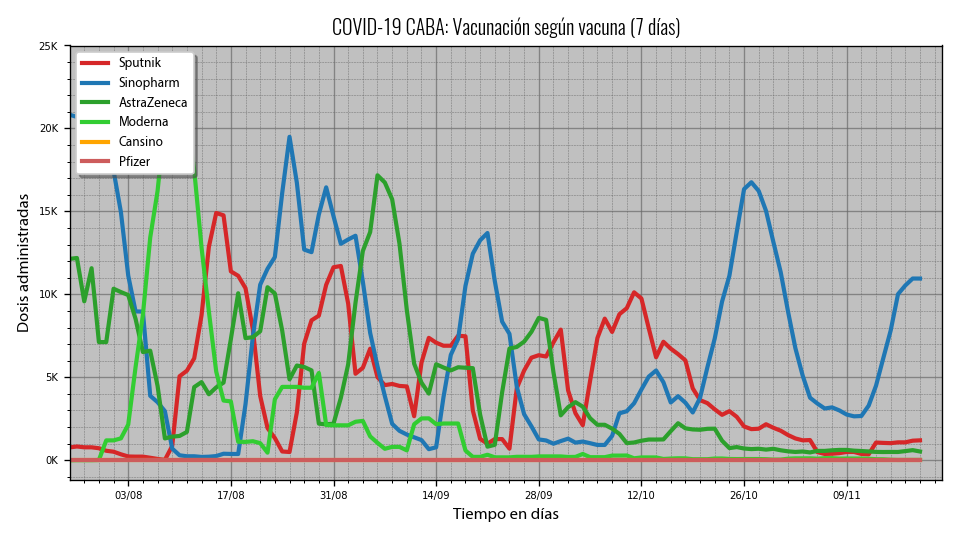 COVID-19 CABA: Vacunación según vacuna (7 días)
25K
20K
15K
10K
5K
0K
Dosis administradas
Sputnik
Sinopharm
AstraZeneca
Moderna
Cansino
Pfizer
03/08 17/08 31/08 14/09 28/09 12/10 26/10 09/11
Tiempo en días